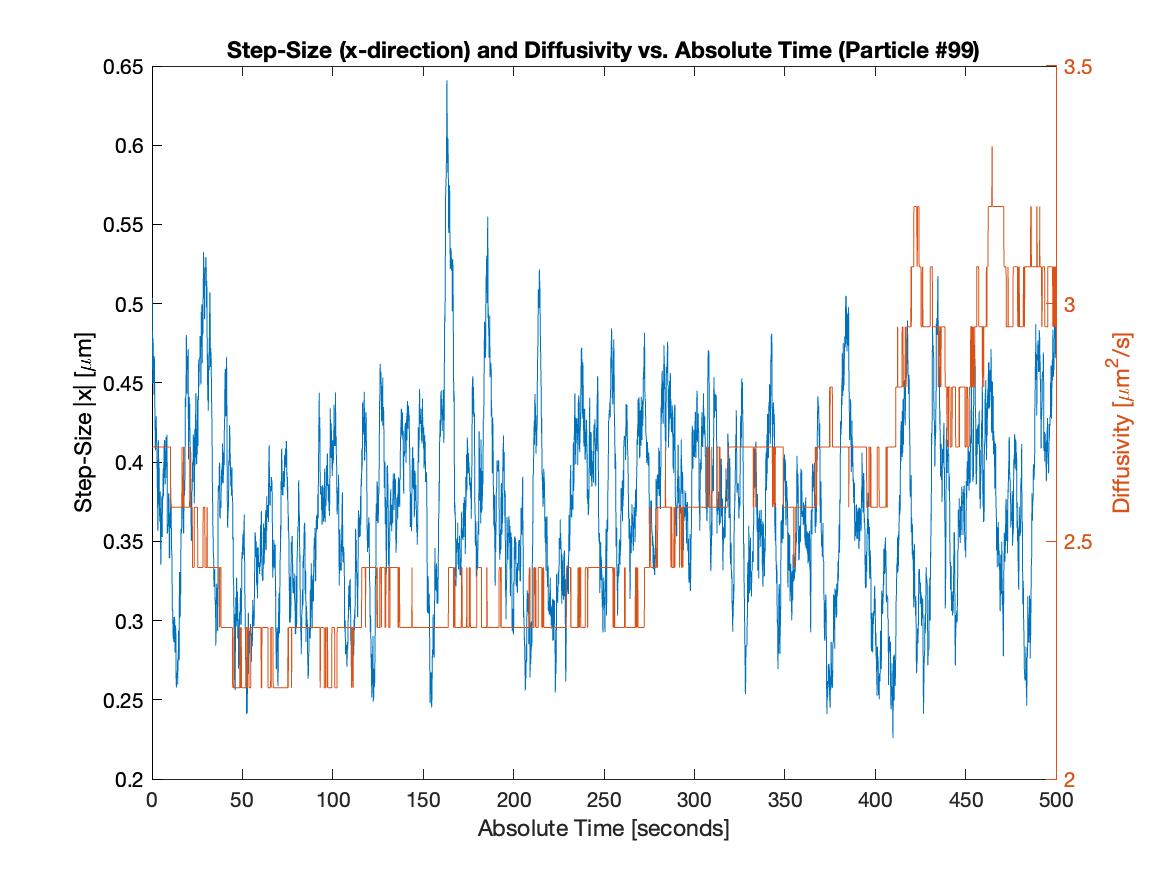 Step-Size (x-direction) and Diffusivity vs. Absolute Time (Particle #99)
0.65
0.6
0.55
0.5
0.45
0.4
0.35
0.3
0.25
0.2
Step-Size |x| [μm]
3.5
3
2.5
2
Diffusivity [μm²/s]
0 50 100 150 200 250 300 350 400 450 500
Absolute Time [seconds]